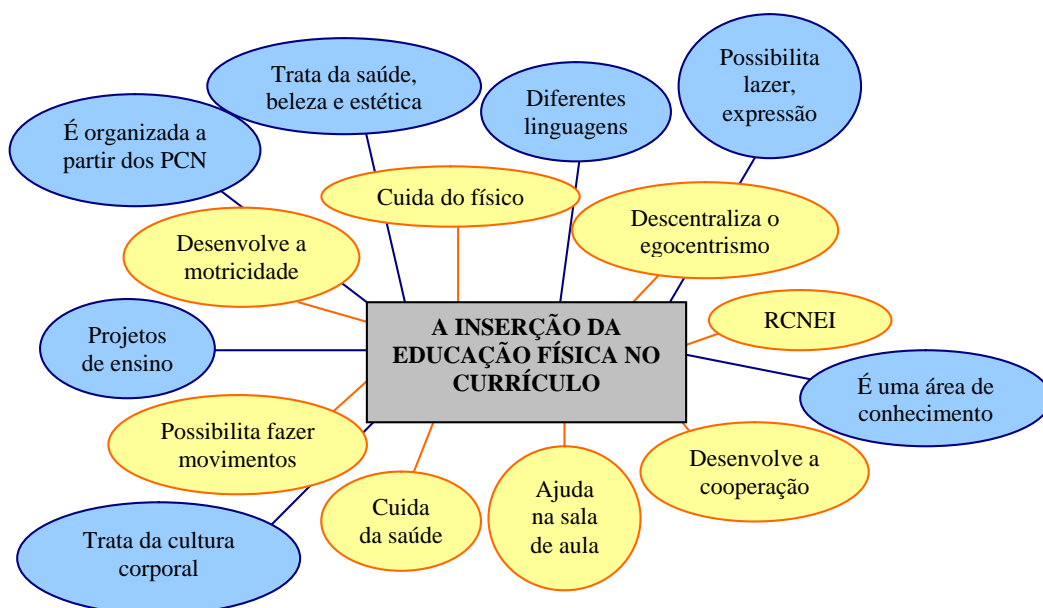 Possibilita
lazer,
expressão
Trata da saúde,
beleza e estética
Diferentes
linguagens
É organizada a
partir dos PCN
Cuida do físico
Descentraliza o
egocentrismo
Desenvolve a
motricidade
RCNEI
A INSERÇÃO DA
EDUCAÇÃO FÍSICA NO
CURRÍCULO
Projetos
de ensino
É uma área de
conhecimento
Possibilita fazer
movimentos
Desenvolve a
cooperação
Ajuda
na sala
de aula
Cuida
da saúde
Trata da cultura
corporal